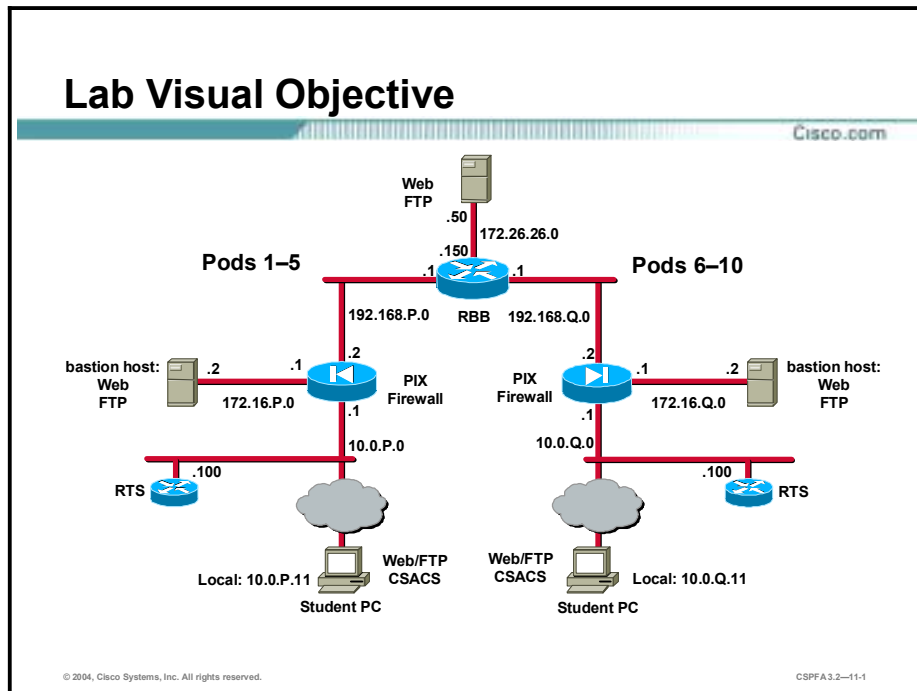 Lab Visual Objective
Cisco.com
Web
FTP
.50
172.26.26.0
.150
Pods 1–5
Pods 6–10
.1
.1
192.168.P.0
RBB
192.168.Q.0
bastion host:
Web
FTP
.2
.1
.2
PIX
Firewall
172.16.P.0
.1
10.0.P.0
.2
PIX
Firewall
.1
.2
172.16.Q.0
bastion host:
Web
FTP
.1
10.0.Q.0
.100
RTS
.100
RTS
Web/FTP
CSACS
Local: 10.0.P.11
Student PC
Web/FTP
CSACS
Local: 10.0.Q.11
Student PC
© 2004, Cisco Systems, Inc. All rights reserved.
CSPFA 3.2—11-1